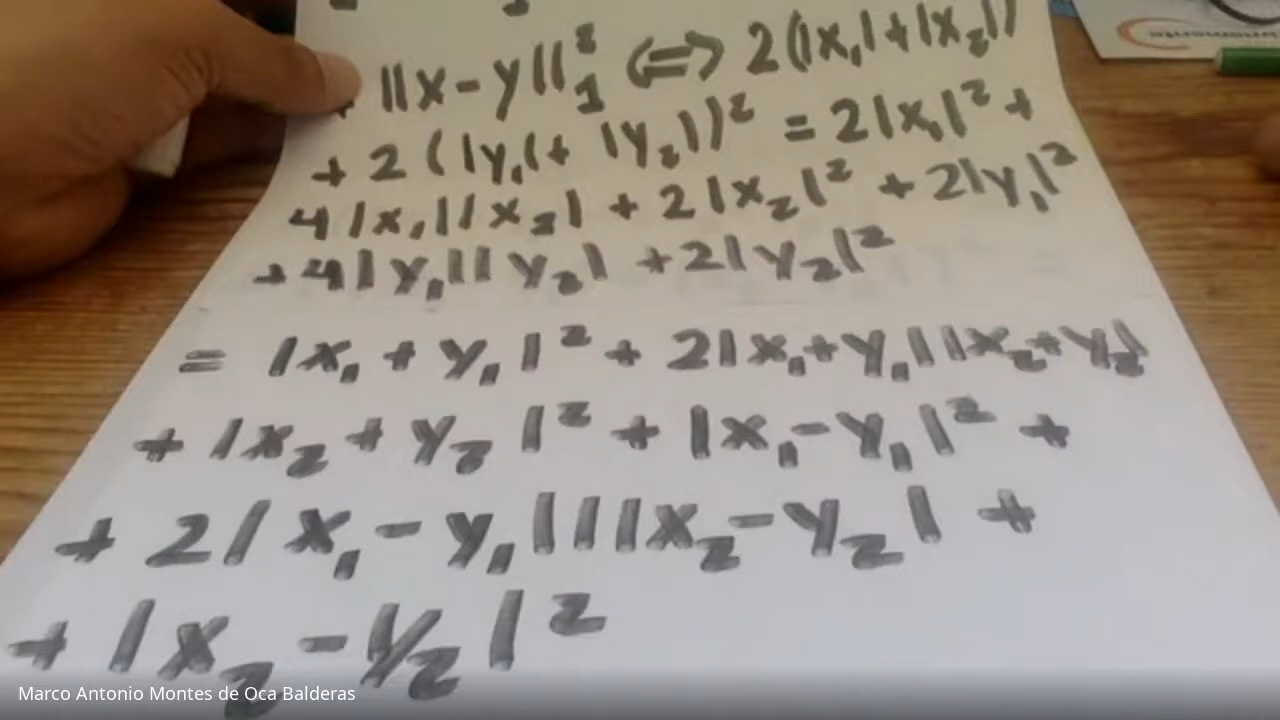 + ||x-y||₁² ⟺ 2(|x₁|+|x₂|)
+ 2(|y₁|+ |y₂|)² = 2|x₁|² +
4|x₁||x₂| + 2|x₂|² + 2|y₁|²
+4|y₁||y₂| +2|y₂|²
= |x₁ + y₁|² + 2|x₁+y₁||x₂+y₂|
+ |x₂ + y₂|² + |x₁-y₁|² +
+ 2|x₁-y₁|||x₂-y₂| +
+ |x₂-y₂|²
Marco Antonio Montes de Oca Balderas